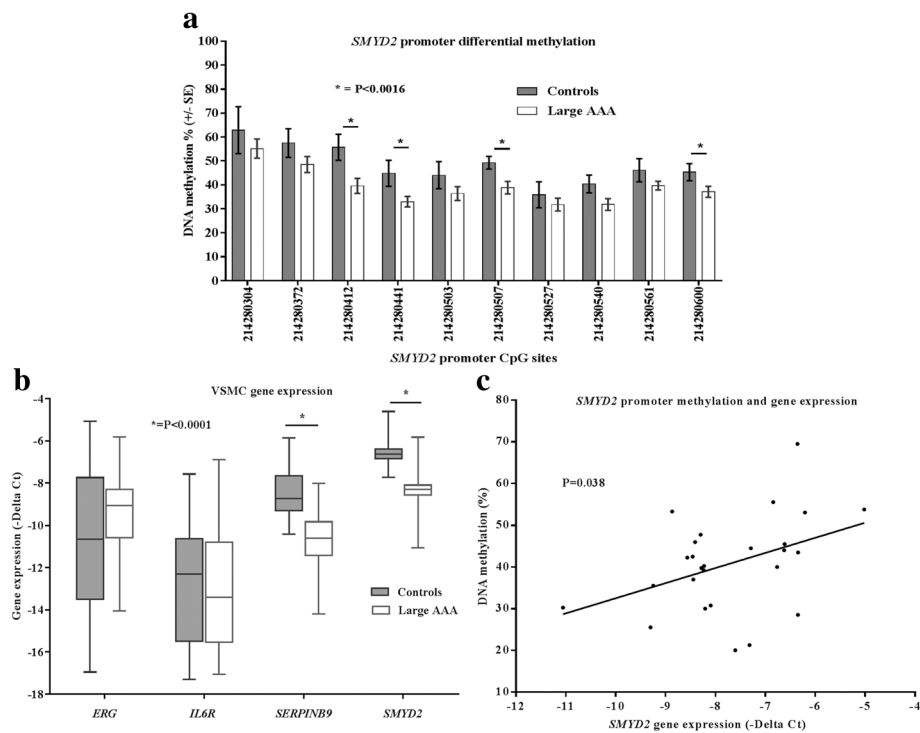 a
SMYD2 promoter differential methylation
100
90
80
70
60
50
40
30
20
10
0
DNA methylation % (+/- SE)
* = P<0.0016
Controls
Large AAA
*
*
*
*
214280304
214280372
214280412
214280441
214280503
214280507
214280527
214280540
214280561
214280600
SMYD2 promoter CpG sites
b
VSMC gene expression
-4
-6
-8
-10
-12
-14
-16
-18
Gene expression (-Delta Ct)
*=P<0.0001
*
*
Controls
Large AAA
ERG
IL6R
SERPINB9
SMYD2
c
SMYD2 promoter methylation and gene expression
80
70
60
50
40
30
20
10
DNA methylation (%)
P=0.038
-12
-11
-10
-9
-8
-7
-6
-5
-4
SMYD2 gene expression (-Delta Ct)